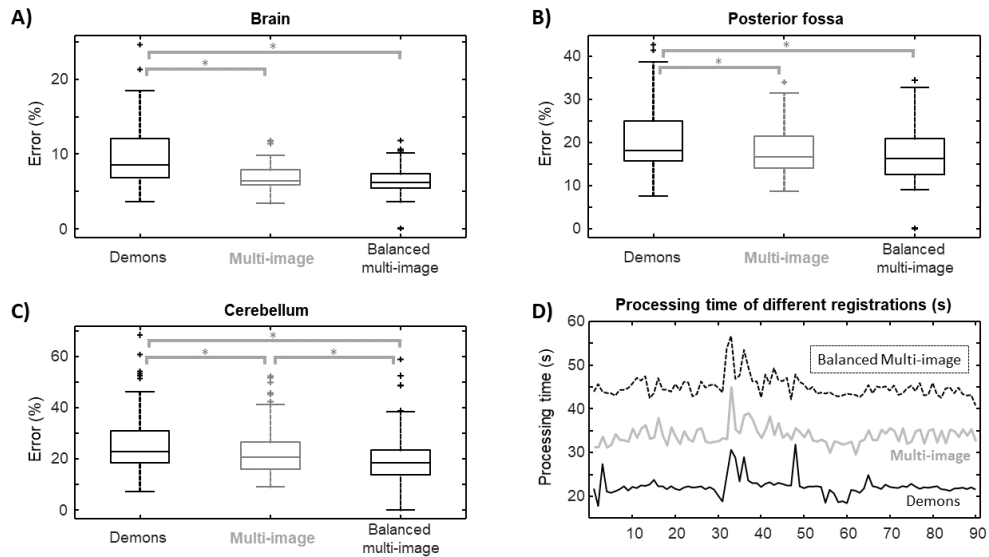 A)
Brain
Error (%)
20
10
0
*
*
Demons
Multi-image
Balanced
multi-image
B)
Posterior fossa
Error (%)
40
30
20
10
0
*
*
Demons
Multi-image
Balanced
multi-image
C)
Cerebellum
Error (%)
60
40
20
0
*
*
*
Demons
Multi-image
Balanced
multi-image
D)
Processing time of different registrations (s)
Processing time (s)
60
50
40
30
20
Balanced Multi-image
Multi-image
Demons
10 20 30 40 50 60 70 80 90